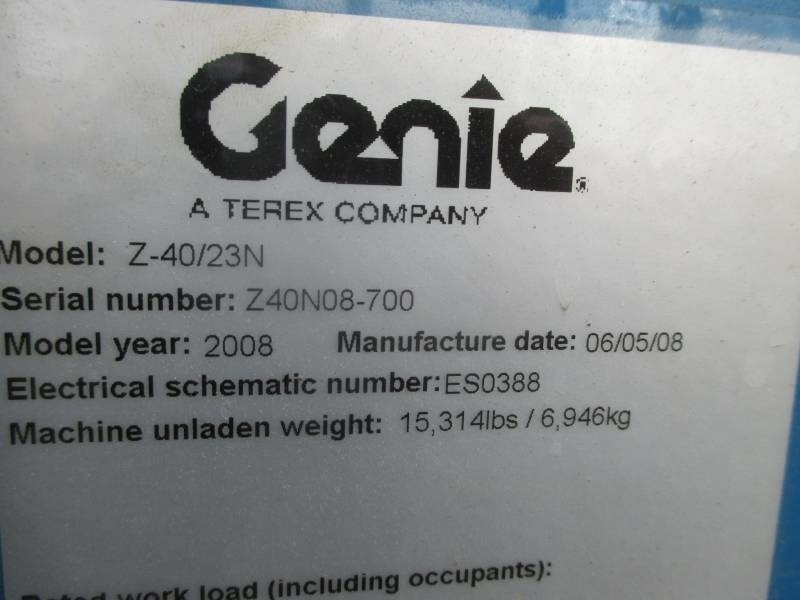 Genie®
A TEREX COMPANY
Model: Z-40/23N
Serial number: Z40N08-700
Model year: 2008 Manufacture date: 06/05/08
Electrical schematic number:ES0388
Machine unladen weight: 15,314lbs / 6,946kg
Rated work load (including occupants):